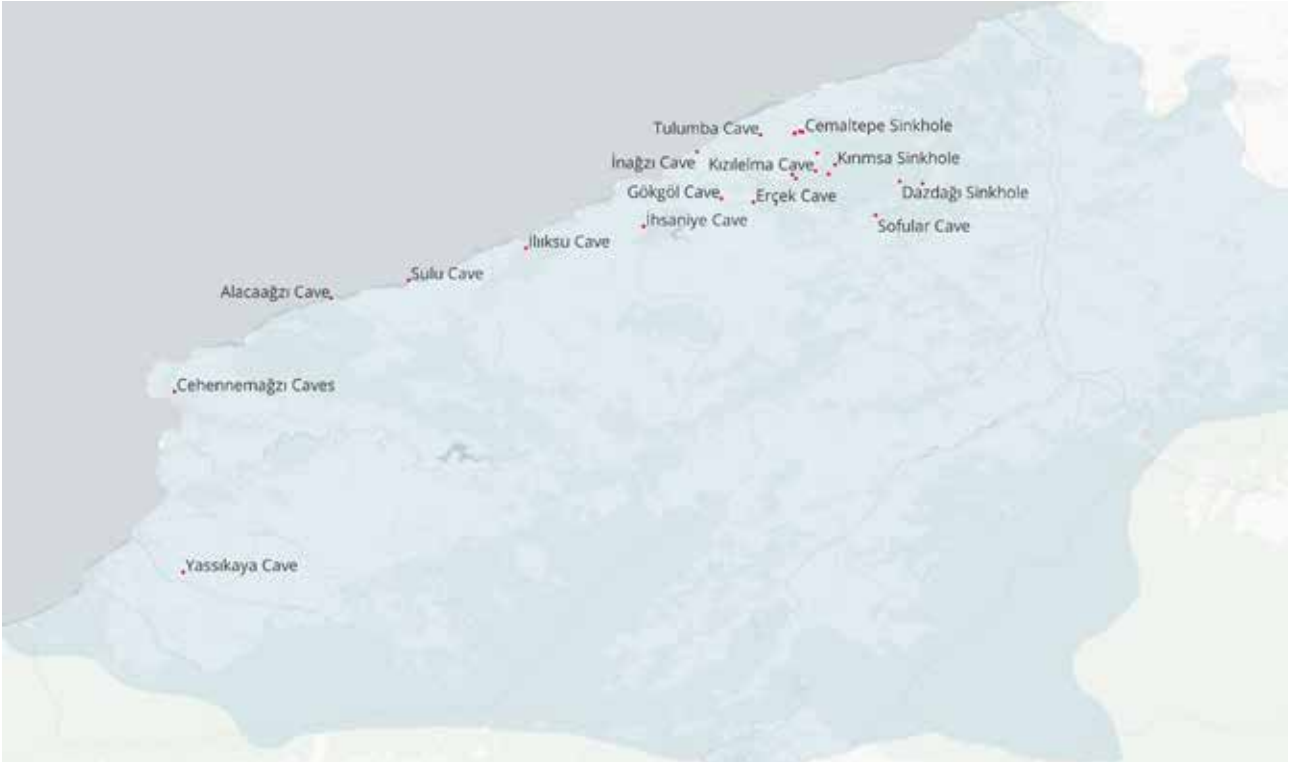 Tulumba Cave
Cemaltepe Sinkhole
İnağzı Cave
Kızılelma Cave
Kırımsa Sinkhole
Gökgöl Cave
Erçek Cave
Dazdağı Sinkhole
İhsaniye Cave
Sofular Cave
Ilıksu Cave
Sulu Cave
Alacaağzı Cave
Cehennemağzı Caves
Yassıkaya Cave